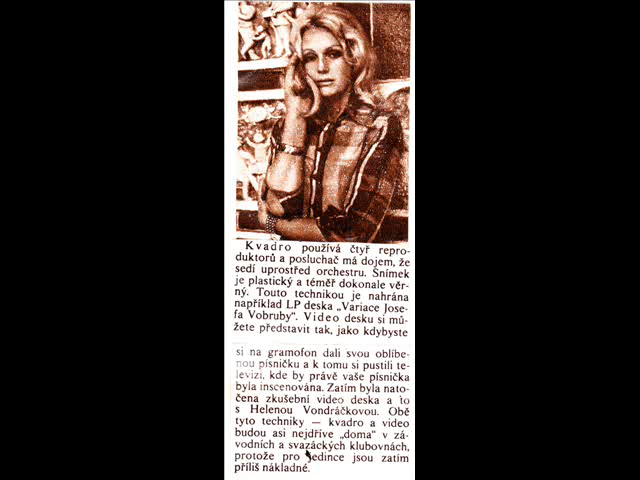 Kvadro používá čtyř repro-
duktorů a posluchač má dojem, že
sedí uprostřed orchestru. Snímek
je plastický a téměř dokonale věr-
ný. Touto technikou je nahrána
například LP deska „Variace Jose-
fa Vobruby“. Video desku si mů-
žete představit tak, jako kdybyste
si na gramofon dali svou oblíbe-
nou písničku a k tomu si pustili te-
levizi, kde by právě vaše písnička
byla inscenována. Zatím byla nato-
čena zkušební video deska a to
s Helenou Vondráčkovou. Obě
tyto techniky — kvadro a video
budou asi nejdříve „doma“ v zá-
vodních a svazáckých klubovnách,
protože pro jedince jsou zatím
příliš nákladné.